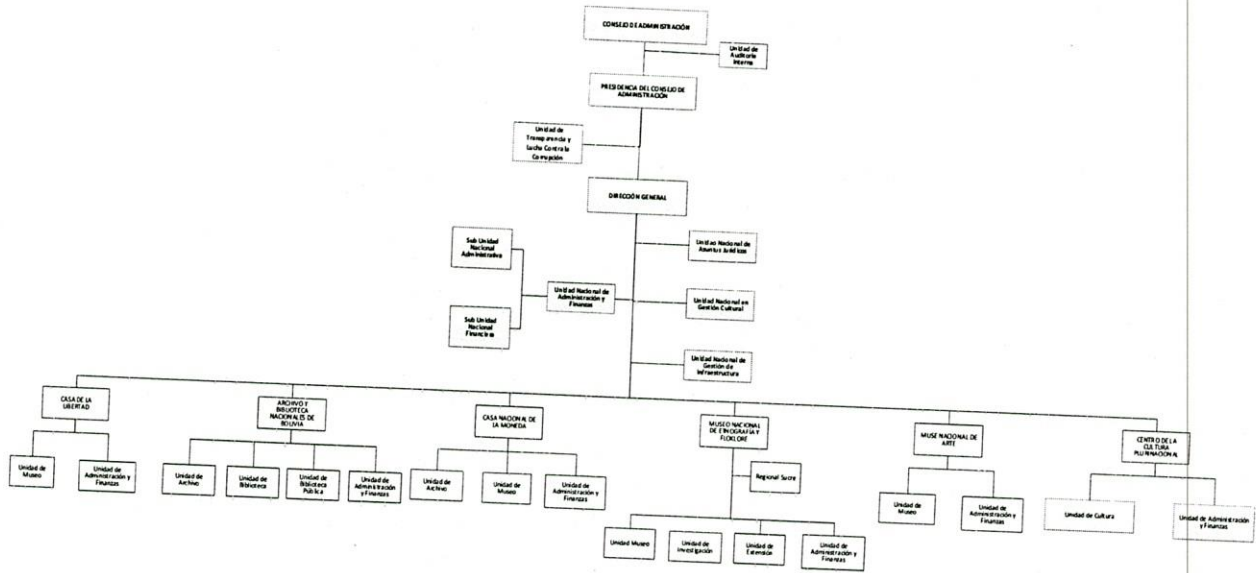 CONSEJO DE ADMINISTRACIÓN
Unidad de
Auditoría
Interna
PRESIDENCIA DEL CONSEJO DE
ADMINISTRACIÓN
Unidad de
Transparencia y
Lucha Contra la
Corrupción
DIRECCIÓN GENERAL
Sub Unidad
Nacional
Administrativa
Unidad Nacional de
Asuntos Jurídicos
Unidad Nacional de
Administración y
Finanzas
Unidad Nacional en
Gestión Cultural
Sub Unidad
Nacional
Financiera
Unidad Nacional de
Gestión de
Infraestructura
CASA DE LA
LIBERTAD
ARCHIVO Y
BIBLIOTECA
NACIONALES DE
BOLIVIA
CASA NACIONAL DE
LA MONEDA
MUSEO NACIONAL
DE ETNOGRAFÍA Y
FLOKLORE
MUSE NACIONAL DE
ARTE
CENTRO DE LA
CULTURA
PLURINACIONAL
Unidad de
Museo
Unidad de
Administración y
Finanzas
Unidad de
Archivo
Unidad de
Biblioteca
Unidad de
Biblioteca
Pública
Unidad de
Administración
y Finanzas
Unidad de
Archivo
Unidad de
Museo
Unidad de
Administración y
Finanzas
Regional Sucre
Unidad Museo
Unidad de
Investigación
Unidad de
Extensión
Unidad de
Administración y
Finanzas
Unidad de
Museo
Unidad de
Administración y
Finanzas
Unidad de Cultura
Unidad de Administración
y Finanzas